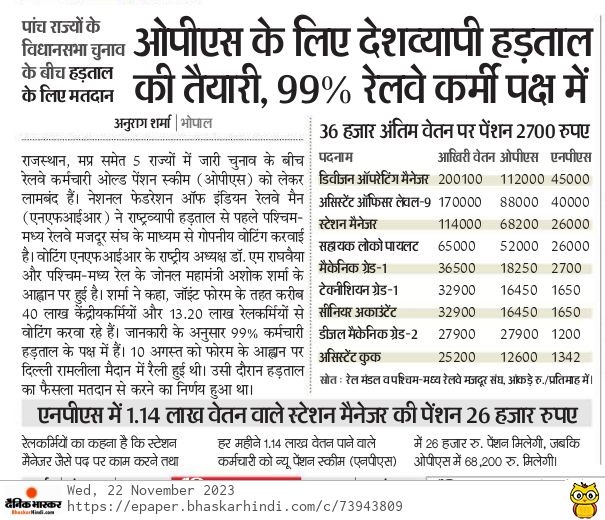 पांच राज्यों के
विधानसभा चुनाव
के बीच हड़ताल
के लिए मतदान
ओपीएस के लिए देशव्यापी हड़ताल
की तैयारी, 99% रेलवे कर्मी पक्ष में
अनुराग शर्मा | भोपाल
राजस्थान, मप्र समेत 5 राज्यों में जारी चुनाव के बीच
रेलवे कर्मचारी ओल्ड पेंशन स्कीम (ओपीएस) को लेकर
लामबंद हैं। नेशनल फेडरेशन ऑफ इंडियन रेलवे मैन
(एनएफआईआर) ने राष्ट्रव्यापी हड़ताल से पहले पश्चिम-
मध्य रेलवे मजदूर संघ के माध्यम से गोपनीय वोटिंग करवाई
है। वोटिंग एनएफआईआर के राष्ट्रीय अध्यक्ष डॉ. एम राघवैया
और पश्चिम-मध्य रेल के जोनल महामंत्री अशोक शर्मा के
आह्वान पर हुई है। शर्मा ने कहा, जॉइंट फोरम के तहत करीब
40 लाख केंद्रीयकर्मियों और 13.20 लाख रेलकर्मियों से
वोटिंग करवा रहे हैं। जानकारी के अनुसार 99% कर्मचारी
हड़ताल के पक्ष में हैं। 10 अगस्त को फोरम के आह्वान पर
दिल्ली रामलीला मैदान में रैली हुई थी। उसी दौरान हड़ताल
का फैसला मतदान से करने का निर्णय हुआ था।
36 हजार अंतिम वेतन पर पेंशन 2700 रुपए
पदनाम आखिरी वेतन ओपीएस एनपीएस
डिवीजन ऑपरेटिंग मैनेजर 200100 112000 45000
असिस्टेंट ऑफिसर लेवल-9 170000 88000 40000
स्टेशन मैनेजर 114000 68200 26000
सहायक लोको पायलट 65000 52000 26000
मैकेनिक ग्रेड-1 36500 18250 2700
टेक्नीशियन ग्रेड-1 32900 16450 1650
सीनियर अकाउंटेंट 32900 16450 1650
डीजल मैकेनिक ग्रेड-2 27900 27900 1200
असिस्टेंट कुक 25200 12600 1342
स्रोत : रेल मंडल व पश्चिम-मध्य रेलवे मजदूर संघ, आंकड़े रु./प्रतिमाह में।
एनपीएस में 1.14 लाख वेतन वाले स्टेशन मैनेजर की पेंशन 26 हजार रुपए
रेलकर्मियों का कहना है कि स्टेशन
मैनेजर जैसे पद पर काम करने तथा
हर महीने 1.14 लाख वेतन पाने वाले
कर्मचारी को न्यू पेंशन स्कीम (एनपीएस)
में 26 हजार रु. पेंशन मिलेगी, जबकि
ओपीएस में 68,200 रु. मिलेगी।
दैनिक भास्कर
BhaskarHindi.com
Wed, 22 November 2023
https://epaper.bhaskarhindi.com/c/73943809